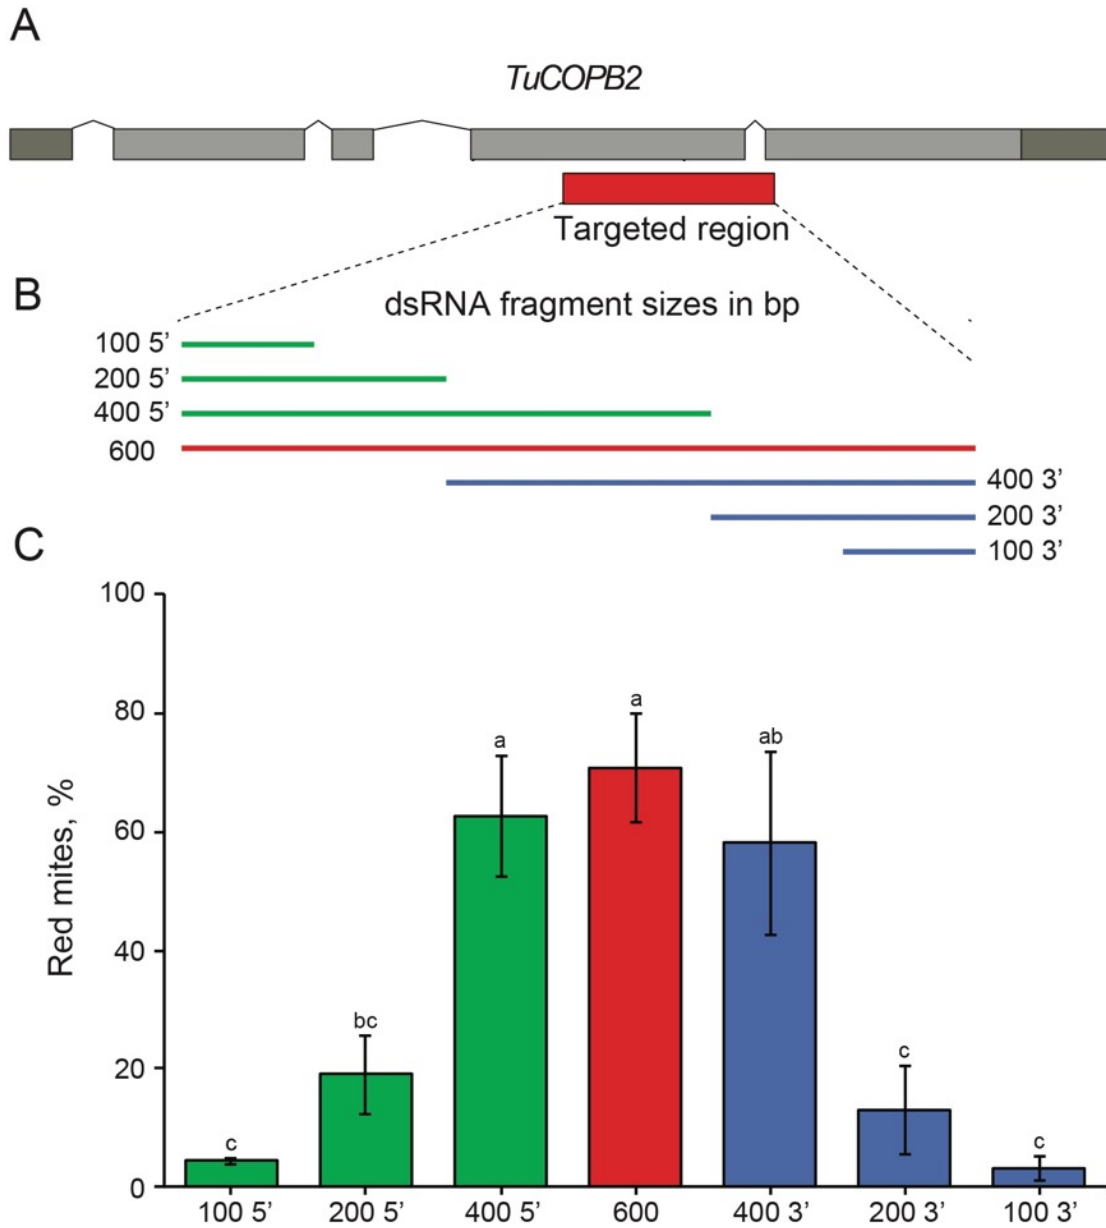 A
TuCOPB2
Targeted region
B
dsRNA fragment sizes in bp
100 5’
200 5’
400 5’
600
400 3’
200 3’
100 3’
C
100
80
60
40
20
0
Red mites, %
c
bc
a
a
ab
c
c
100 5’ 200 5’ 400 5’ 600 400 3’ 200 3’ 100 3’